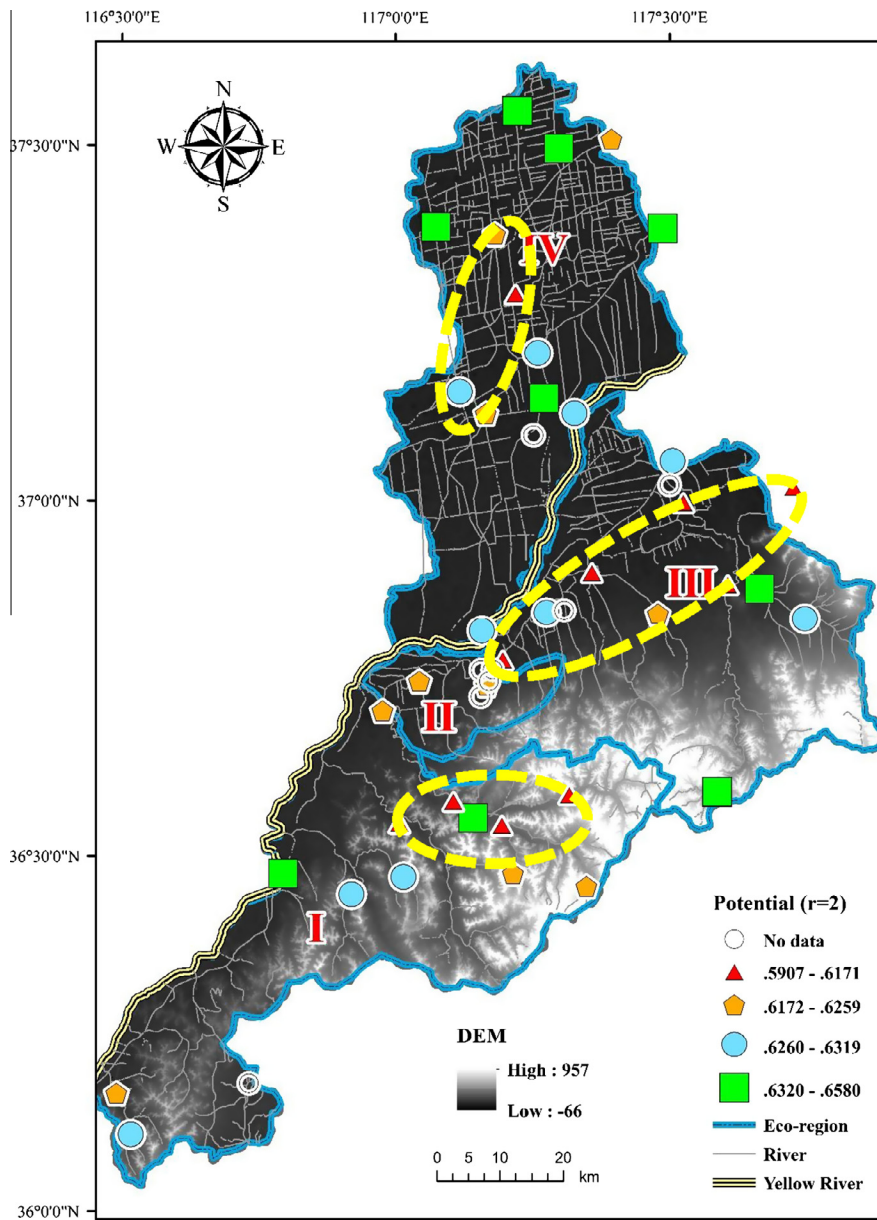 116°30'0"E
117°0'0"E
117°30'0"E
N
W
E
S
37°30'0"N
IV
37°0'0"N
III
II
36°30'0"N
I
36°0'0"N
Potential (r=2)
No data
.5907 - .6171
.6172 - .6259
.6260 - .6319
.6320 - .6580
Eco-region
River
Yellow River
DEM
High : 957
Low : -66
0 5 10 20
km